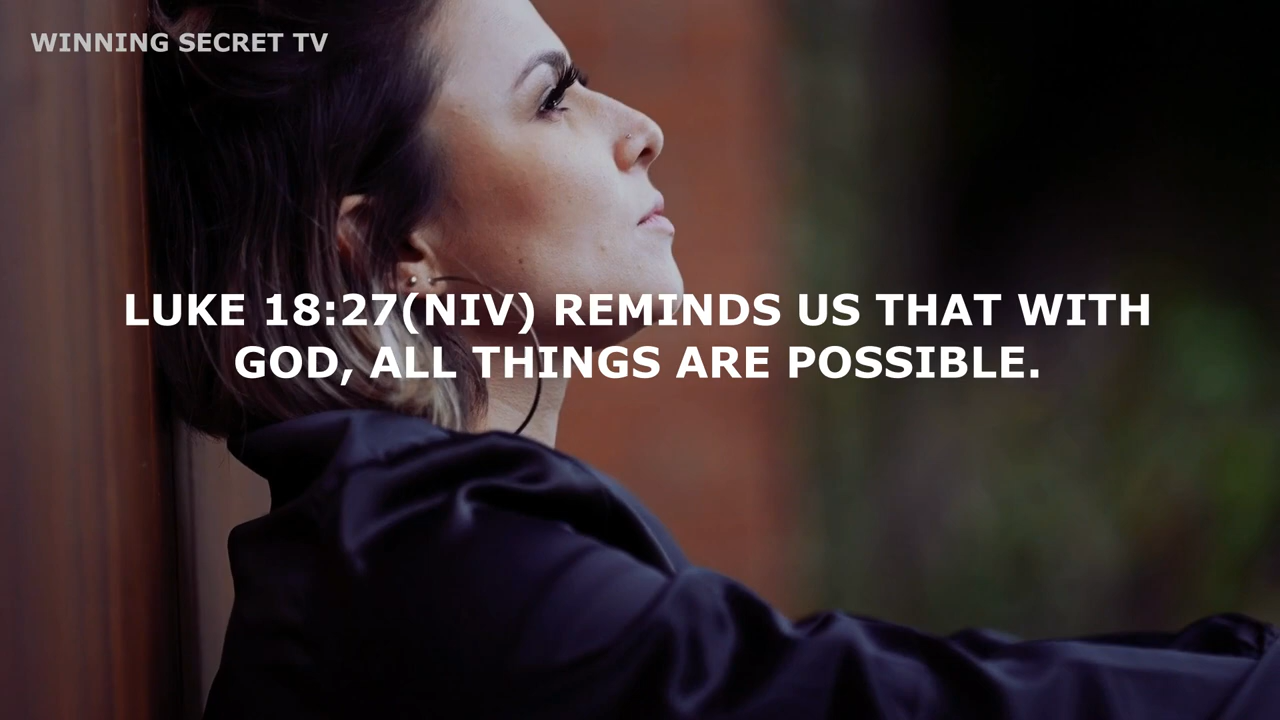 WINNING SECRET TV
LUKE 18:27(NIV) REMINDS US THAT WITH
GOD, ALL THINGS ARE POSSIBLE.